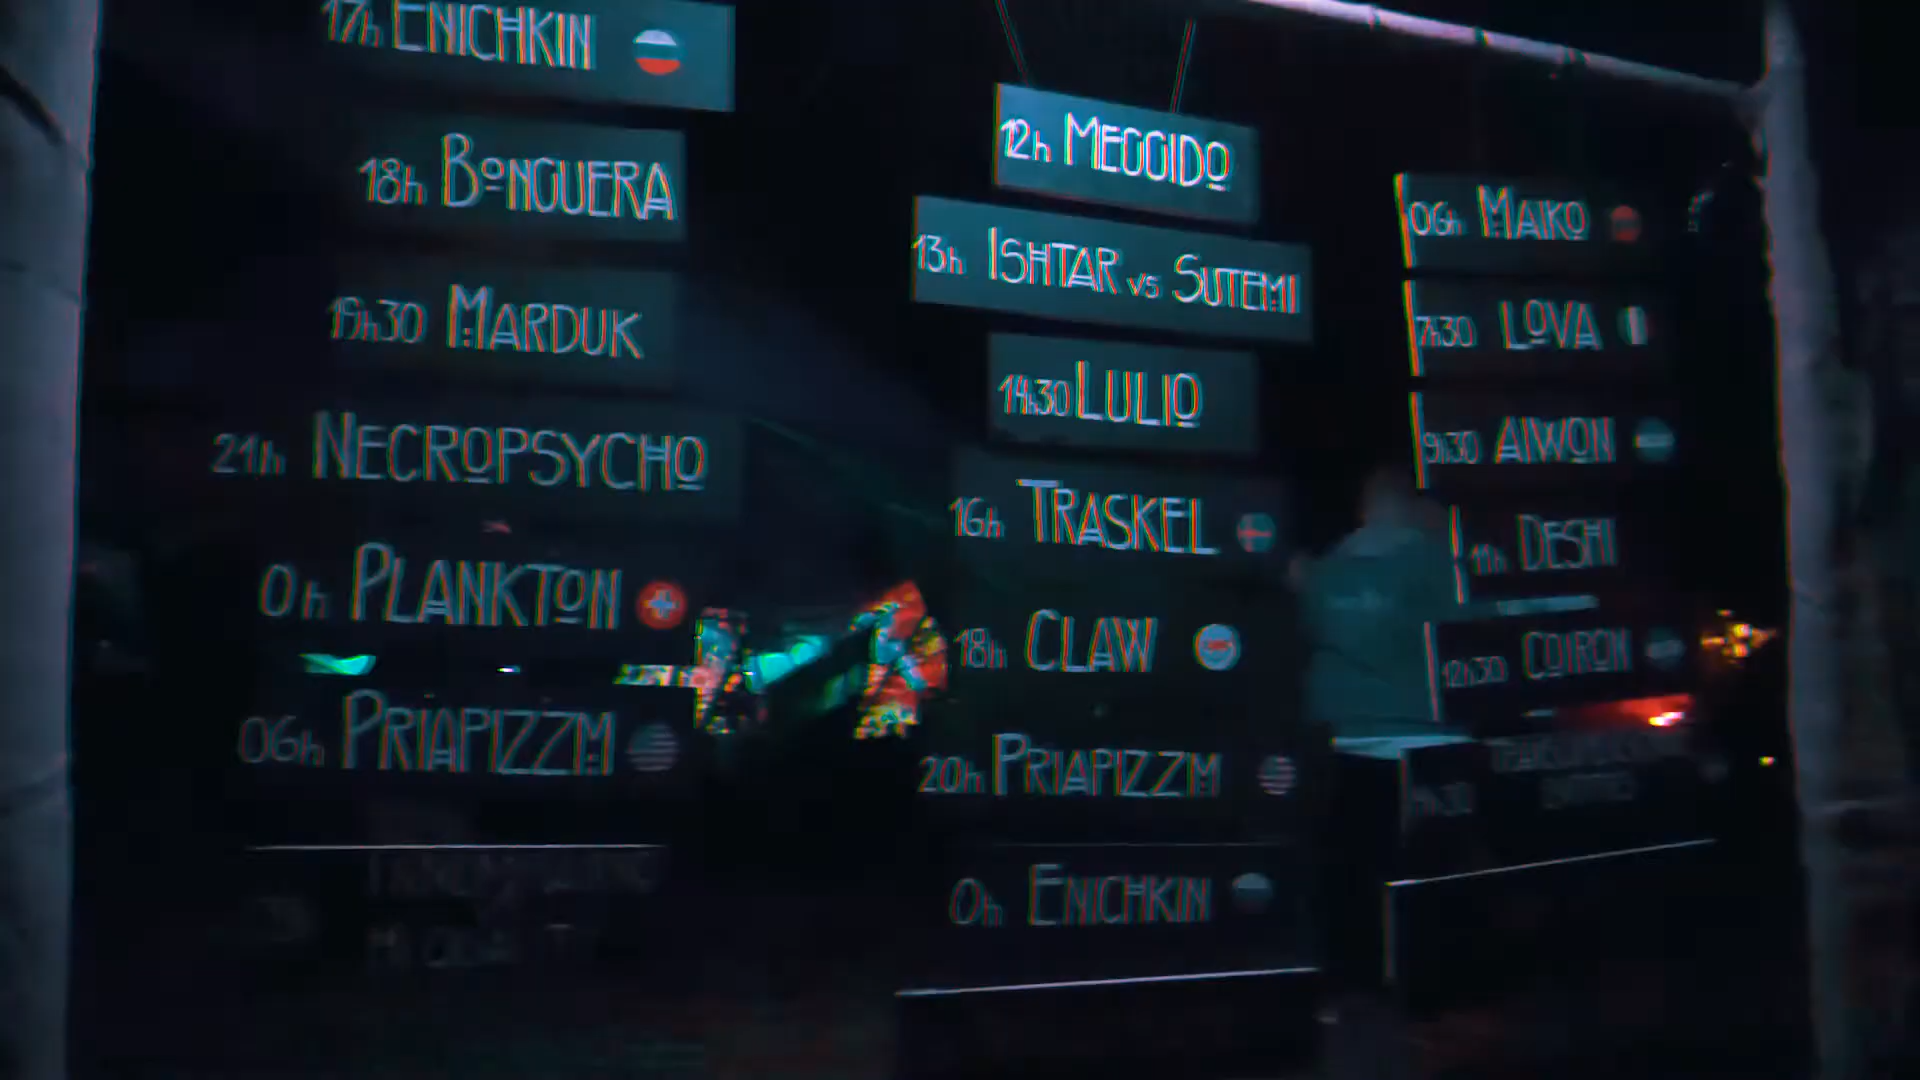 17h ENICHKIN
18h BONGUERA
19h30 MARDUK
21h NECROPSYCHO
0h PLANKTON
06h PRIAPIZZM
12h MEGGIDO
13h ISHTAR VS SUTEMI
14h30 LULIO
16h TRASKEL
18h CLAW
20h PRIAPIZZM
0h ENICHKIN
06h MAIKO
7h30 LOVA
9h30 AIWON
11h DESHI
12h30 COIRON